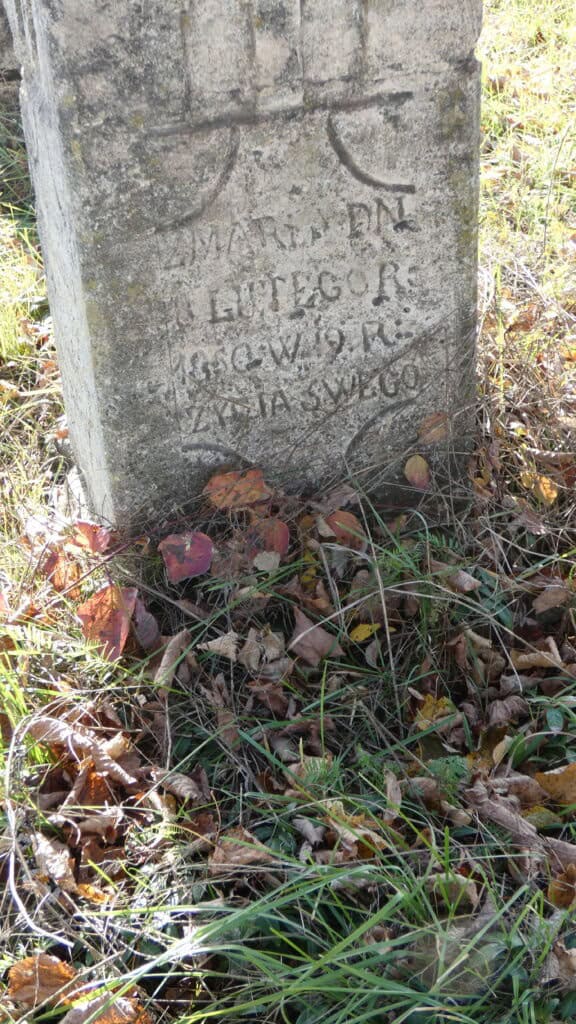 ZMARŁ DN
LUTEGO R:
W 19. R:
ŻYCIA SWEGO